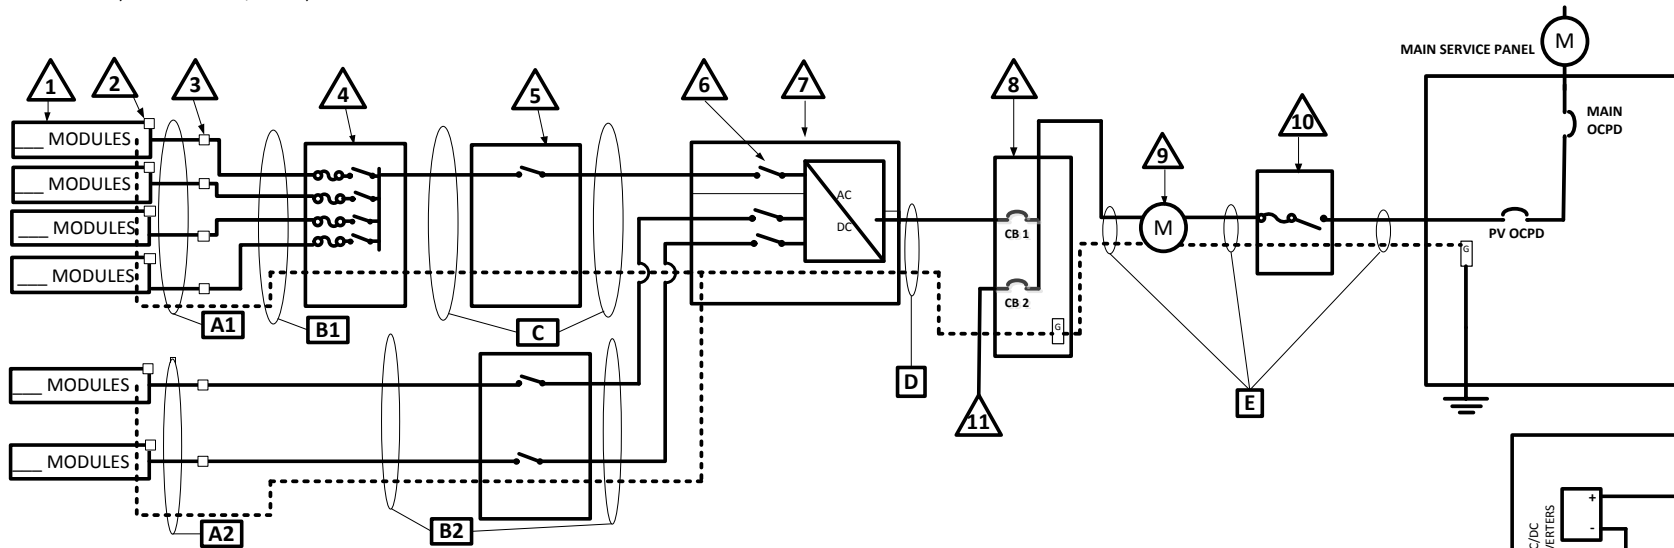 MAIN SERVICE PANEL
M
1
2
3
4
5
6
7
8
9
10
MAIN
OCPD
___ MODULES
___ MODULES
___ MODULES
___ MODULES
AC
DC
CB 1
M
PV OCPD
G
CB 2
G
A1
B1
C
D
E
11
___ MODULES
___ MODULES
A2
B2
+
-
C/DC
VERTERS